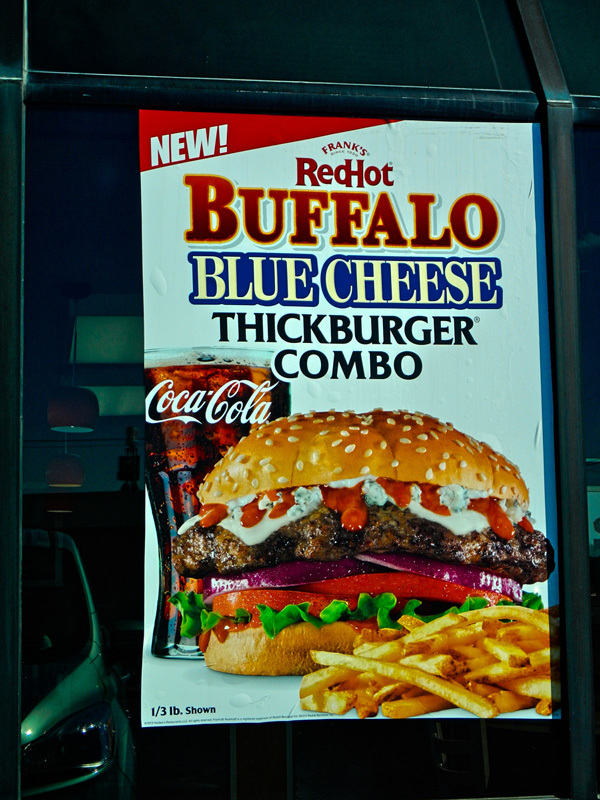 NEW!
FRANK'S
RedHot
BUFFALO
BLUE CHEESE
THICKBURGER®
COMBO
Coca-Cola
1/3 lb. Shown